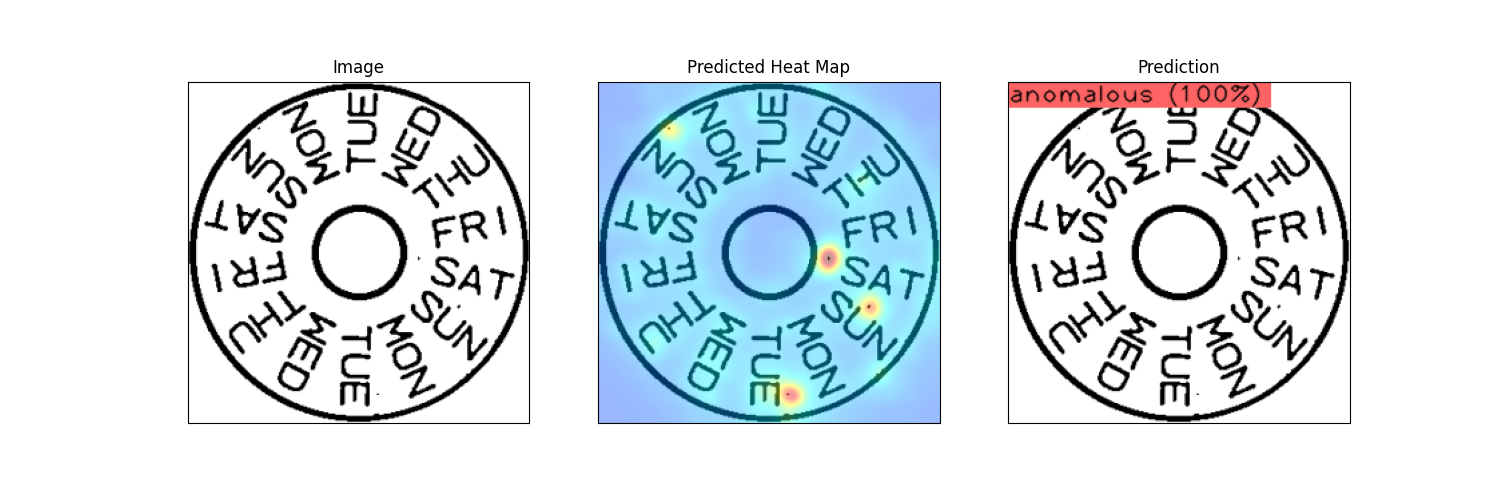 Image
TUE
WED
THU
FRI
SAT
SUN
MON
TUE
WED
THU
FRI
SAT
SUN
MON
Predicted Heat Map
TUE
WED
THU
FRI
SAT
SUN
MON
TUE
WED
THU
FRI
SAT
SUN
MON
Prediction
anomalous (100%)
TUE
WED
THU
FRI
SAT
SUN
MON
TUE
WED
THU
FRI
SAT
SUN